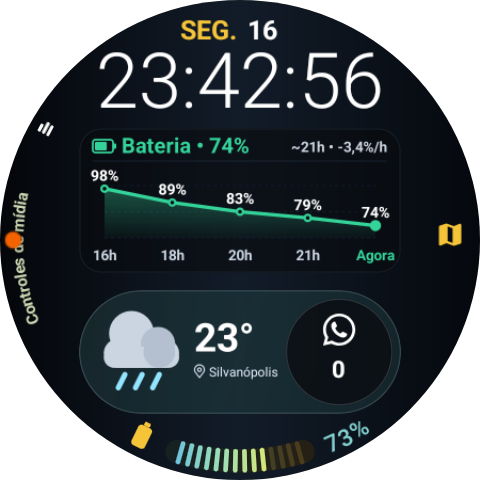 SEG. 16
23:42:56
Bateria • 74% ~21h • -3,4%/h
98% 89% 83% 79% 74%
16h 18h 20h 21h Agora
Controles de mídia
23°
Silvanópolis
0
73%